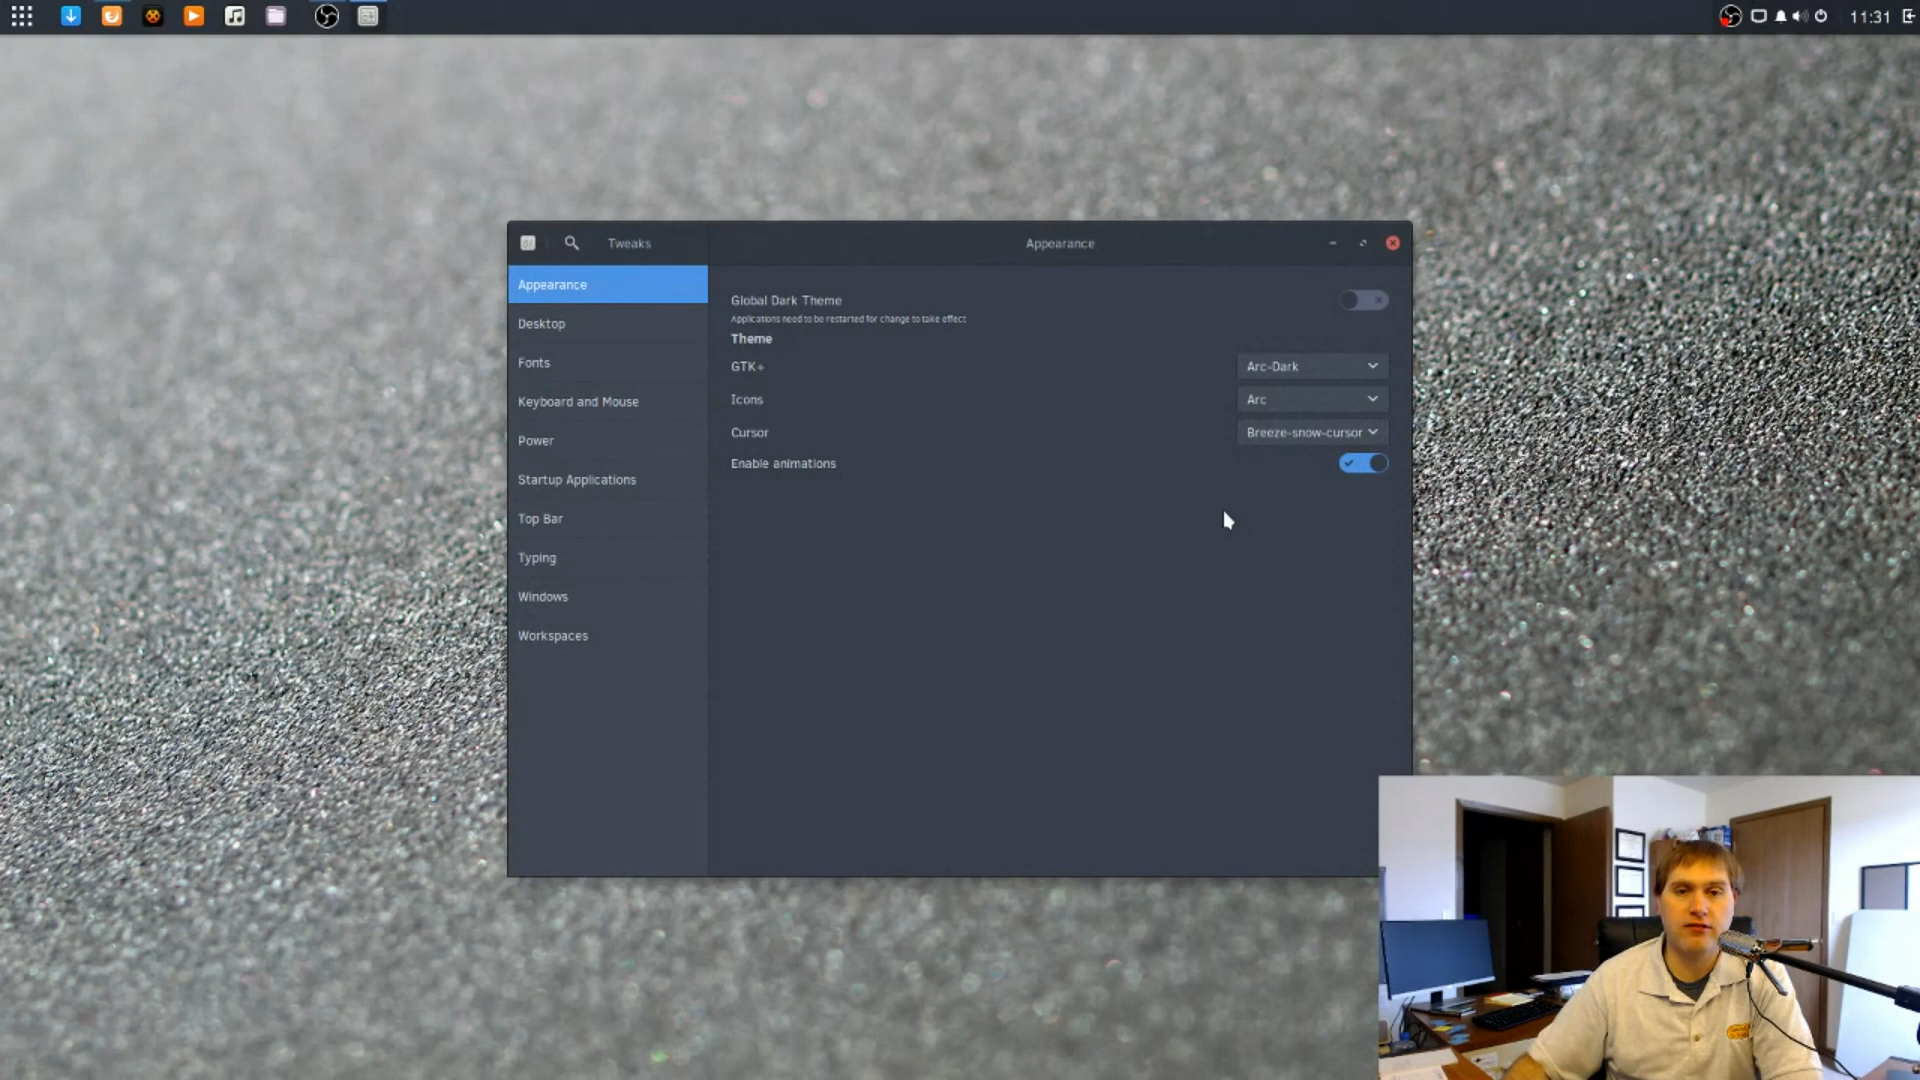 11:31
Tweaks
Appearance
Appearance
Desktop
Fonts
Keyboard and Mouse
Power
Startup Applications
Top Bar
Typing
Windows
Workspaces
Global Dark Theme
Applications need to be restarted for change to take effect
Theme
GTK+ Arc-Dark
Icons Arc
Cursor Breeze-snow-cursor
Enable animations